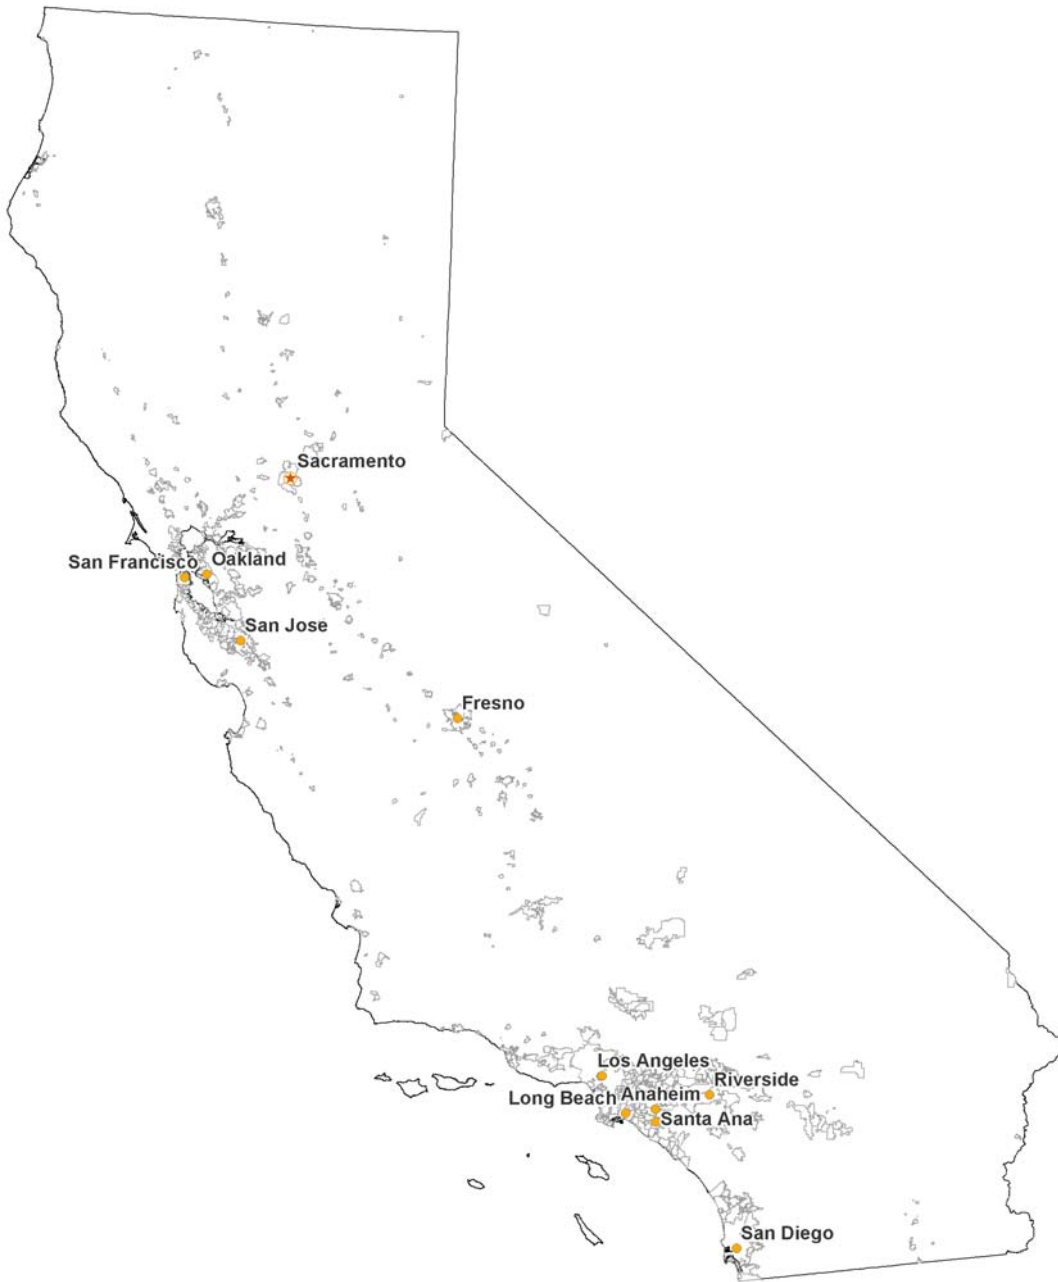 Sacramento
San Francisco
Oakland
San Jose
Fresno
Los Angeles
Riverside
Long Beach
Anaheim
Santa Ana
San Diego